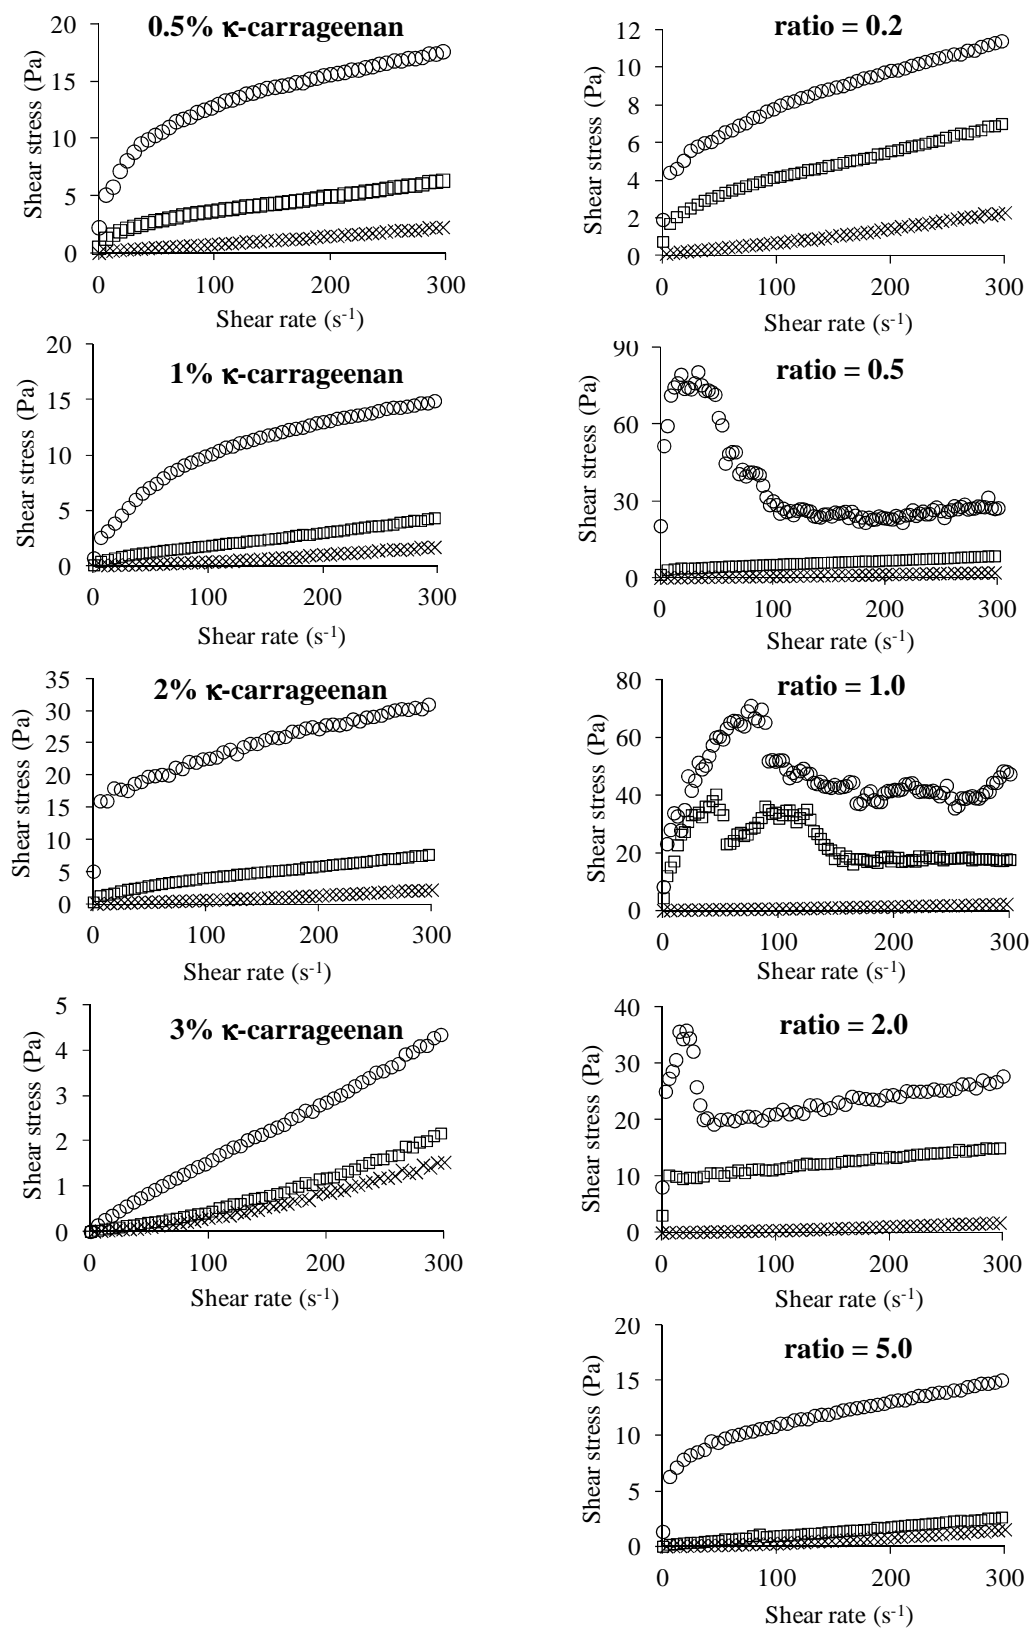 0.5% κ-carrageenan
Shear stress (Pa)
20
15
10
5
0
0 100 200 300
Shear rate (s⁻¹)
ratio = 0.2
Shear stress (Pa)
12
10
8
6
4
2
0
0 100 200 300
Shear rate (s⁻¹)
1% κ-carrageenan
Shear stress (Pa)
20
15
10
5
0
0 100 200 300
Shear rate (s⁻¹)
ratio = 0.5
Shear stress (Pa)
90
60
30
0
0 100 200 300
Shear rate (s⁻¹)
2% κ-carrageenan
Shear stress (Pa)
35
30
25
20
15
10
5
0
0 100 200 300
Shear rate (s⁻¹)
ratio = 1.0
Shear stress (Pa)
80
60
40
20
0
0 100 200 300
Shear rate (s⁻¹)
3% κ-carrageenan
Shear stress (Pa)
5
4
3
2
1
0
0 100 200 300
Shear rate (s⁻¹)
ratio = 2.0
Shear stress (Pa)
40
30
20
10
0
0 100 200 300
Shear rate (s⁻¹)
ratio = 5.0
Shear stress (Pa)
20
15
10
5
0
0 100 200 300
Shear rate (s⁻¹)